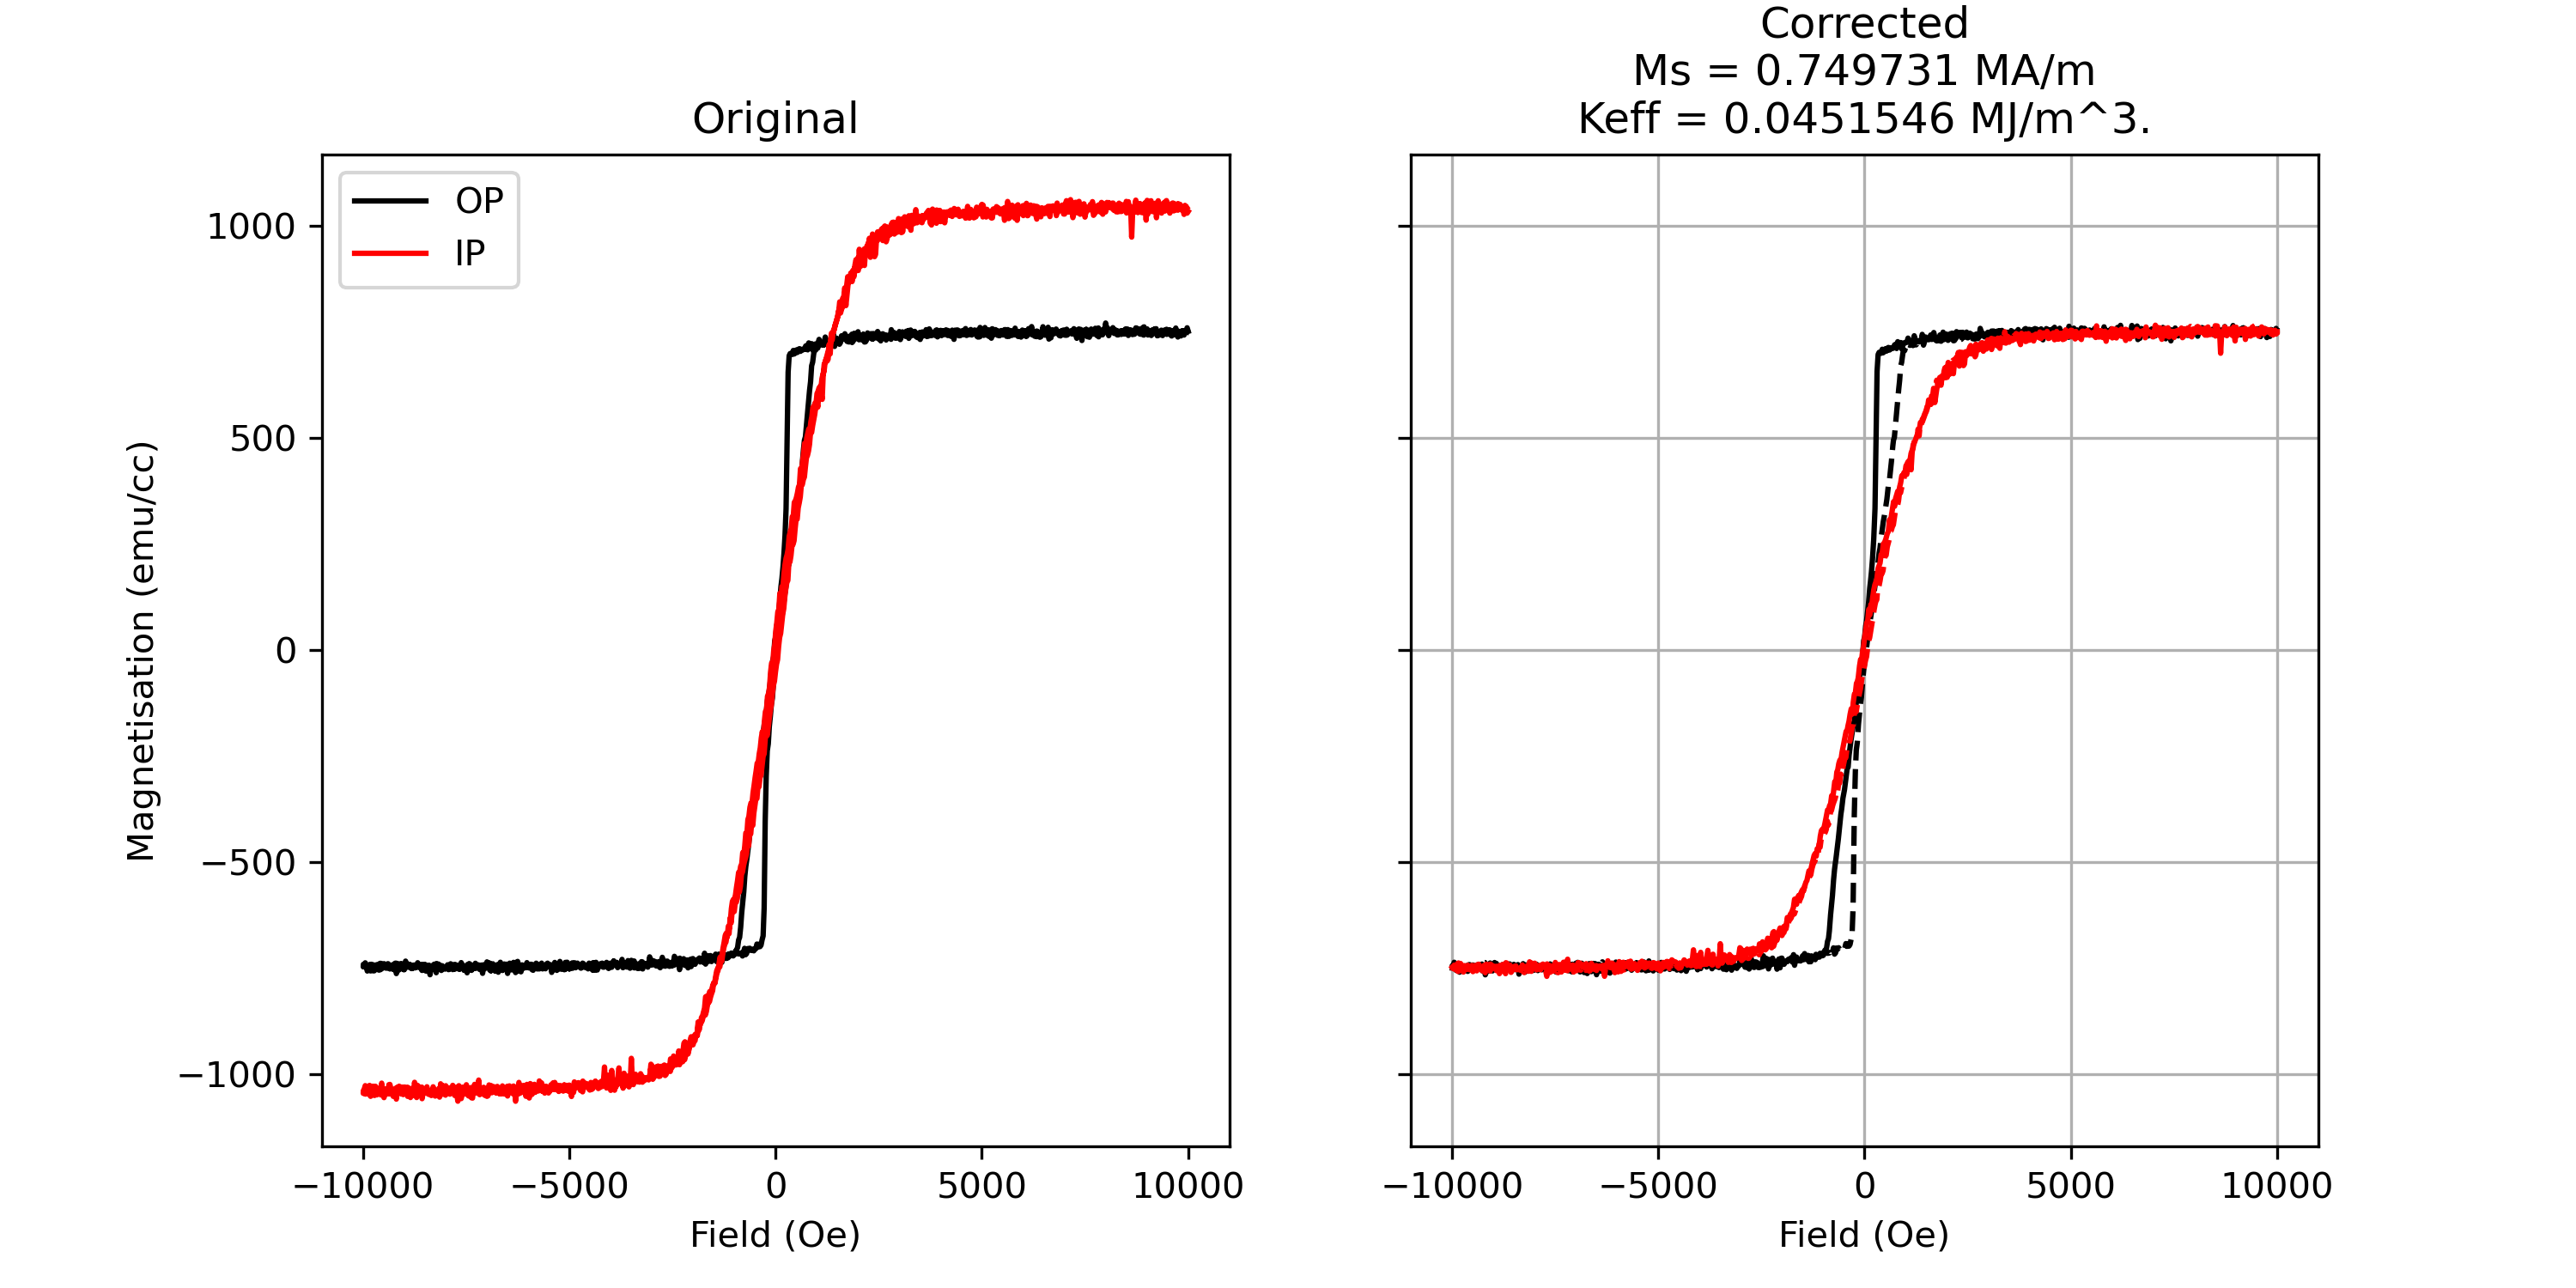 Original
OP
IP
1000
500
0
−500
−1000
Magnetisation (emu/cc)
−10000 −5000 0 5000 10000
Field (Oe)
Corrected
Ms = 0.749731 MA/m
Keff = 0.0451546 MJ/m^3.
−10000 −5000 0 5000 10000
Field (Oe)